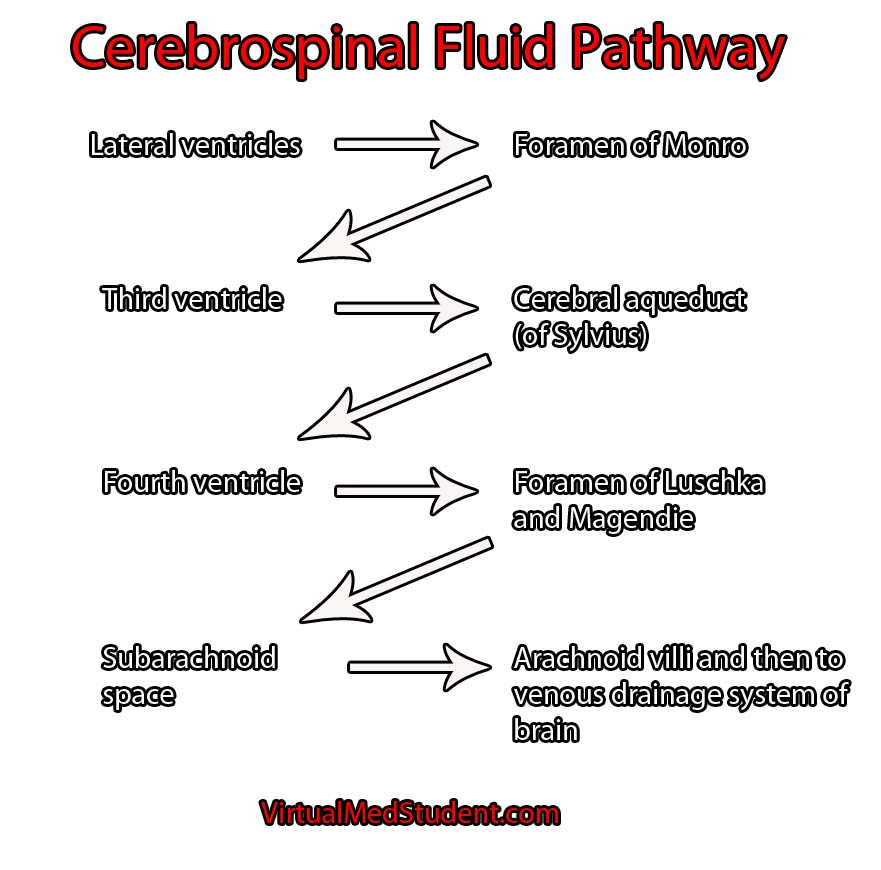 Cerebrospinal Fluid Pathway
Lateral ventricles
Foramen of Monro
Third ventricle
Cerebral aqueduct
(of Sylvius)
Fourth ventricle
Foramen of Luschka
and Magendie
Subarachnoid
space
Arachnoid villi and then to
venous drainage system of
brain
VirtualMedStudent.com